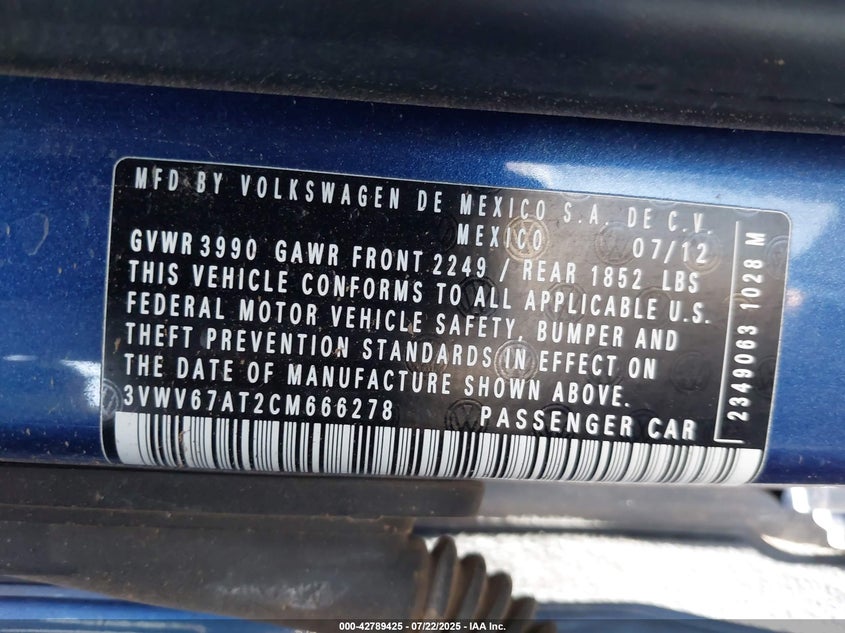 MFD BY VOLKSWAGEN DE MEXICO S.A. DE C.V.
MEXICO 07/12
GVWR 3990 GAWR FRONT 2249 / REAR 1852 LBS
THIS VEHICLE CONFORMS TO ALL APPLICABLE U.S.
FEDERAL MOTOR VEHICLE SAFETY, BUMPER AND
THEFT PREVENTION STANDARDS IN EFFECT ON
THE DATE OF MANUFACTURE SHOWN ABOVE.
3VWV67AT2CM666278 PASSENGER CAR
2349063 1028 M
000-42789425 - 07/22/2025 - IAA Inc.